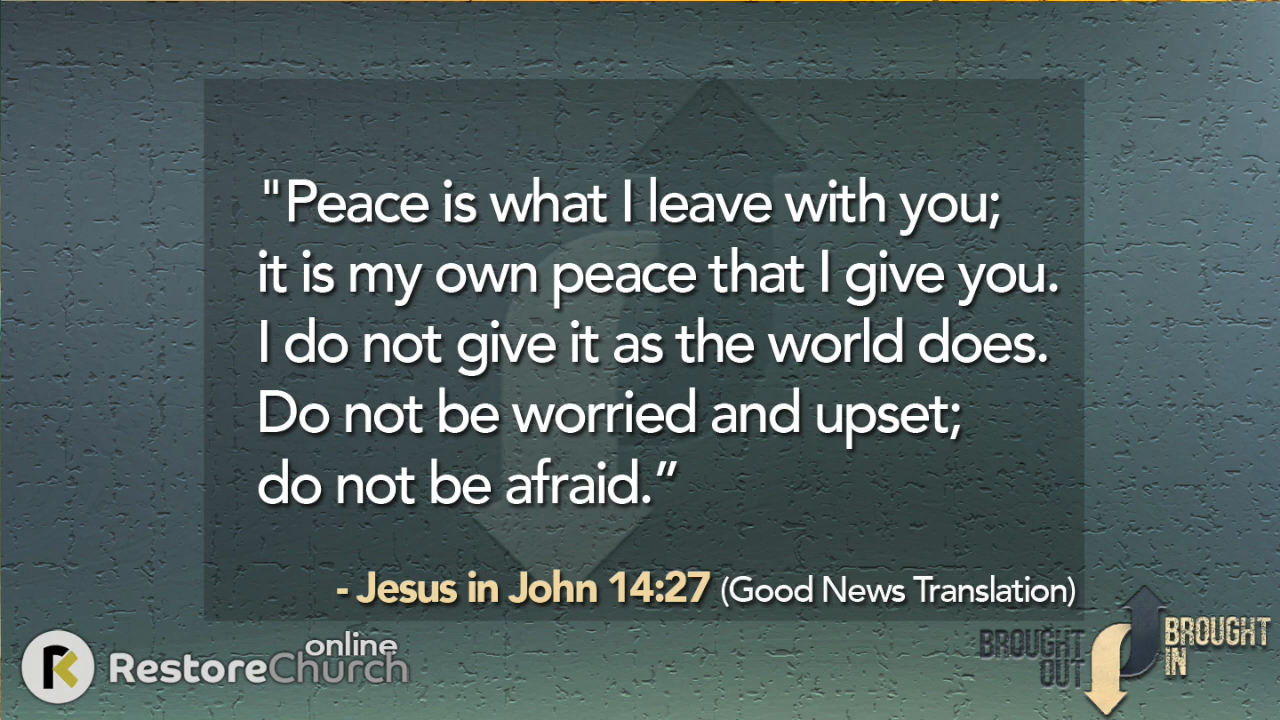 "Peace is what I leave with you;
it is my own peace that I give you.
I do not give it as the world does.
Do not be worried and upset;
do not be afraid.”
- Jesus in John 14:27 (Good News Translation)
online
RestoreChurch
BROUGHT
OUT
BROUGHT
IN